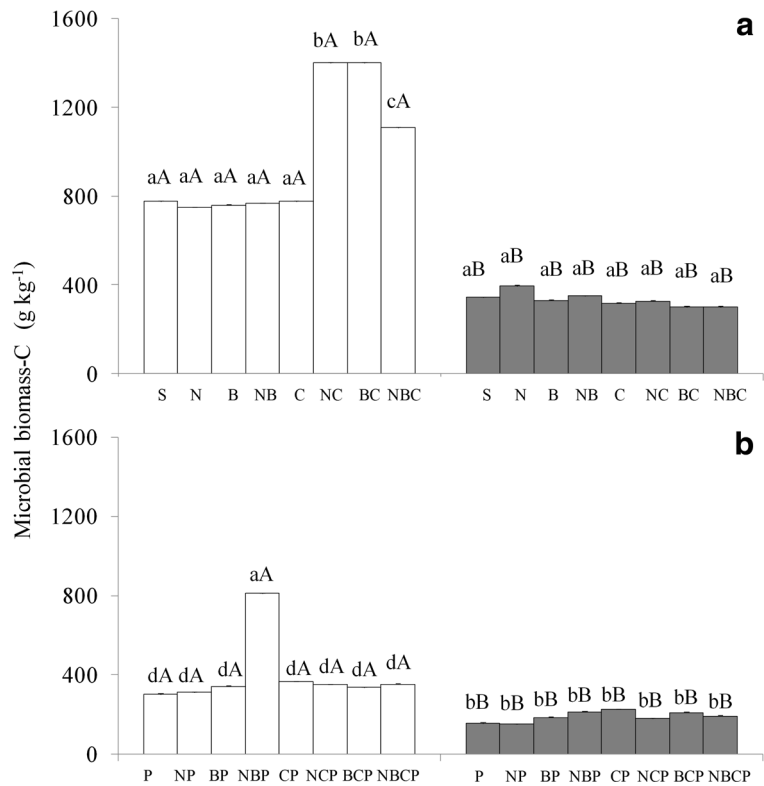 Microbial biomass-C (g kg-1)
a
1600
1200
800
400
0
aA aA aA aA aA bA bA cA
aB aB aB aB aB aB aB aB
S N B NB C NC BC NBC
S N B NB C NC BC NBC
b
1600
1200
800
400
0
dA dA dA aA dA dA dA dA
bB bB bB bB bB bB bB bB
P NP BP NBP CP NCP BCP NBCP
P NP BP NBP CP NCP BCP NBCP